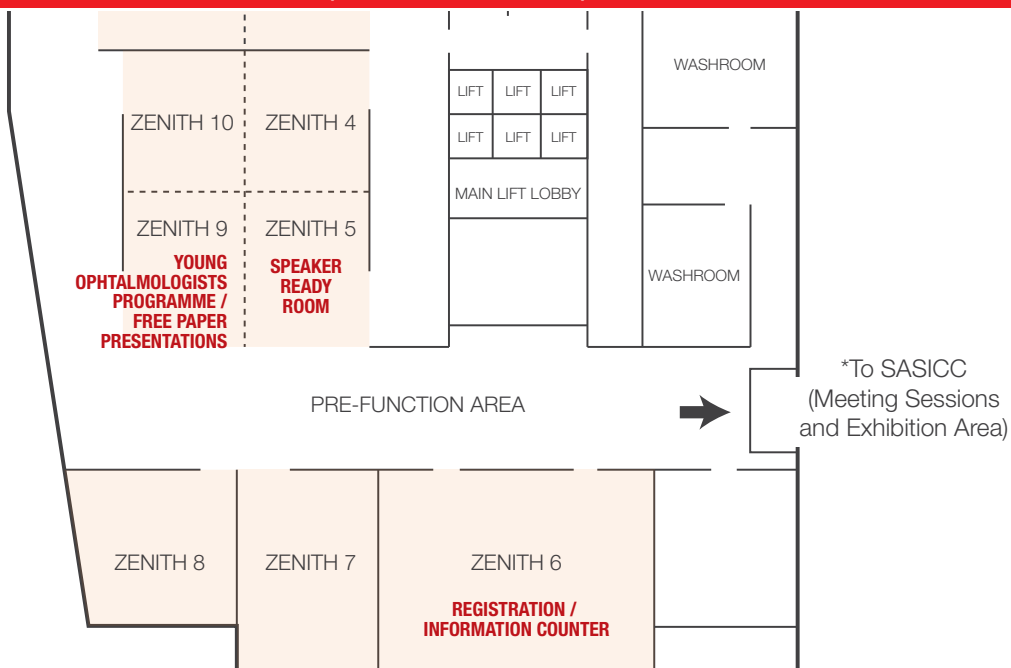 WASHROOM
LIFT LIFT LIFT
LIFT LIFT LIFT
ZENITH 10
ZENITH 4
MAIN LIFT LOBBY
ZENITH 9
YOUNG
OPHTALMOLOGISTS
PROGRAMME /
FREE PAPER
PRESENTATIONS
ZENITH 5
SPEAKER
READY
ROOM
WASHROOM
PRE-FUNCTION AREA
*To SASICC
(Meeting Sessions
and Exhibition Area)
ZENITH 8
ZENITH 7
ZENITH 6
REGISTRATION /
INFORMATION COUNTER